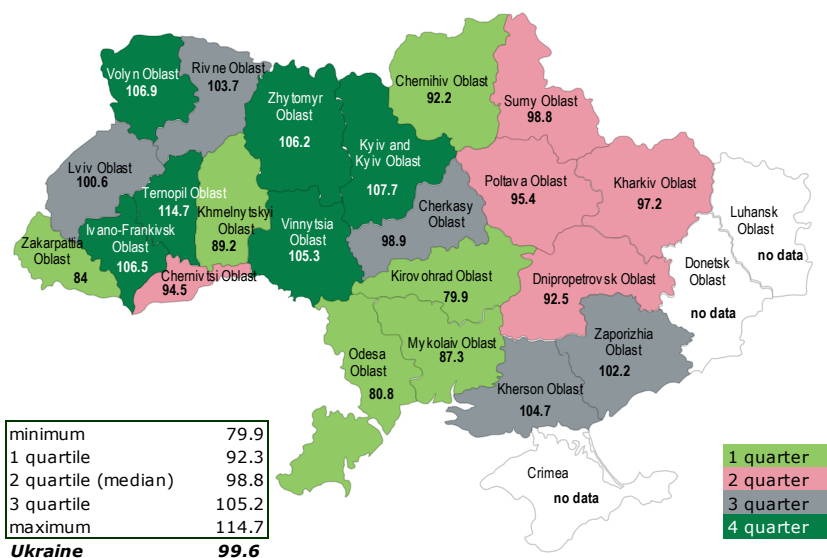 Volyn Oblast
106.9
Rivne Oblast
103.7
Zhytomyr
Oblast
106.2
Kyiv and
Kyiv Oblast
107.7
Chernihiv Oblast
92.2
Sumy Oblast
98.8
Lviv Oblast
100.6
Ternopil Oblast
114.7
Khmelnytskyi
Oblast
89.2
Vinnytsia
Oblast
105.3
Cherkasy
Oblast
98.9
Poltava Oblast
95.4
Kharkiv Oblast
97.2
Luhansk
Oblast
no data
Zakarpattia
Oblast
84
Ivano-Frankivsk
Oblast
106.5
Chernivtsi Oblast
94.5
Kirovohrad Oblast
79.9
Dnipropetrovsk Oblast
92.5
Donetsk
Oblast
no data
Odesa
Oblast
80.8
Mykolaiv Oblast
87.3
Kherson Oblast
104.7
Zaporizhia
Oblast
102.2
Crimea
no data
minimum 79.9
1 quartile 92.3
2 quartile (median) 98.8
3 quartile 105.2
maximum 114.7
Ukraine 99.6
1 quarter
2 quarter
3 quarter
4 quarter